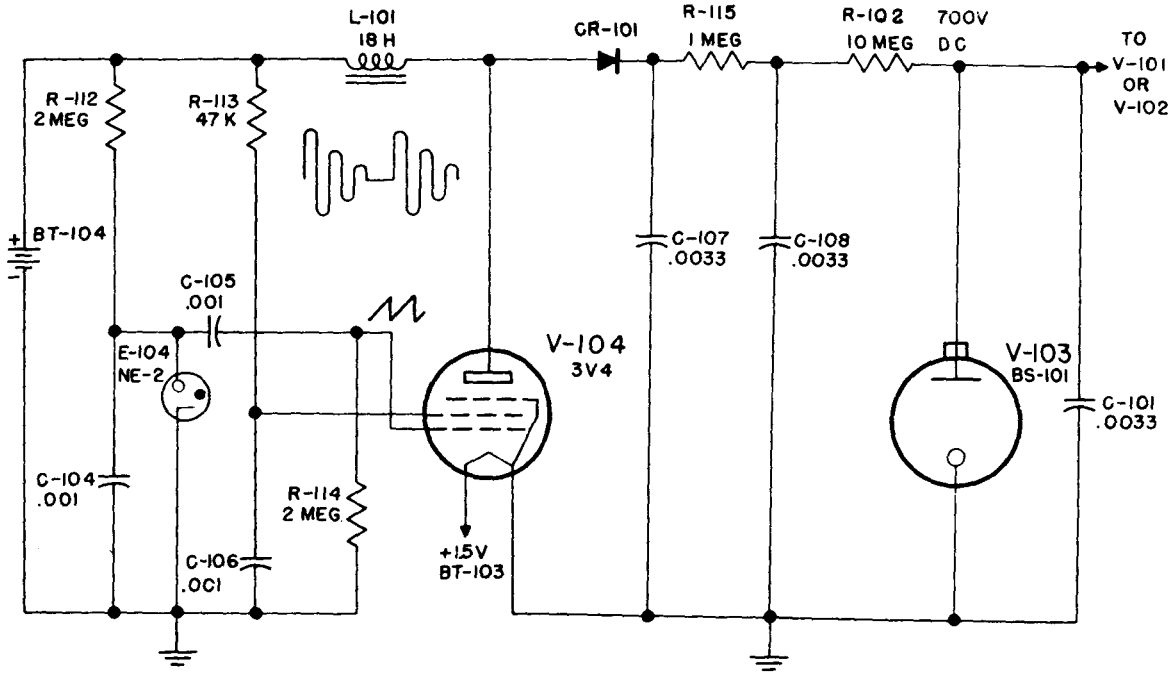 L-101
18 H
CR-101
R-115
1 MEG
R-102
10 MEG
700V
DC
TO
V-101
OR
V-102
R-112
2 MEG
R-113
47 K
+
BT-104
-
C-107
.0033
C-108
.0033
C-105
.001
E-104
NE-2
V-104
3V4
V-103
BS-101
C-101
.0033
C-104
.001
R-114
2 MEG
C-106
.001
+1.5V
BT-103